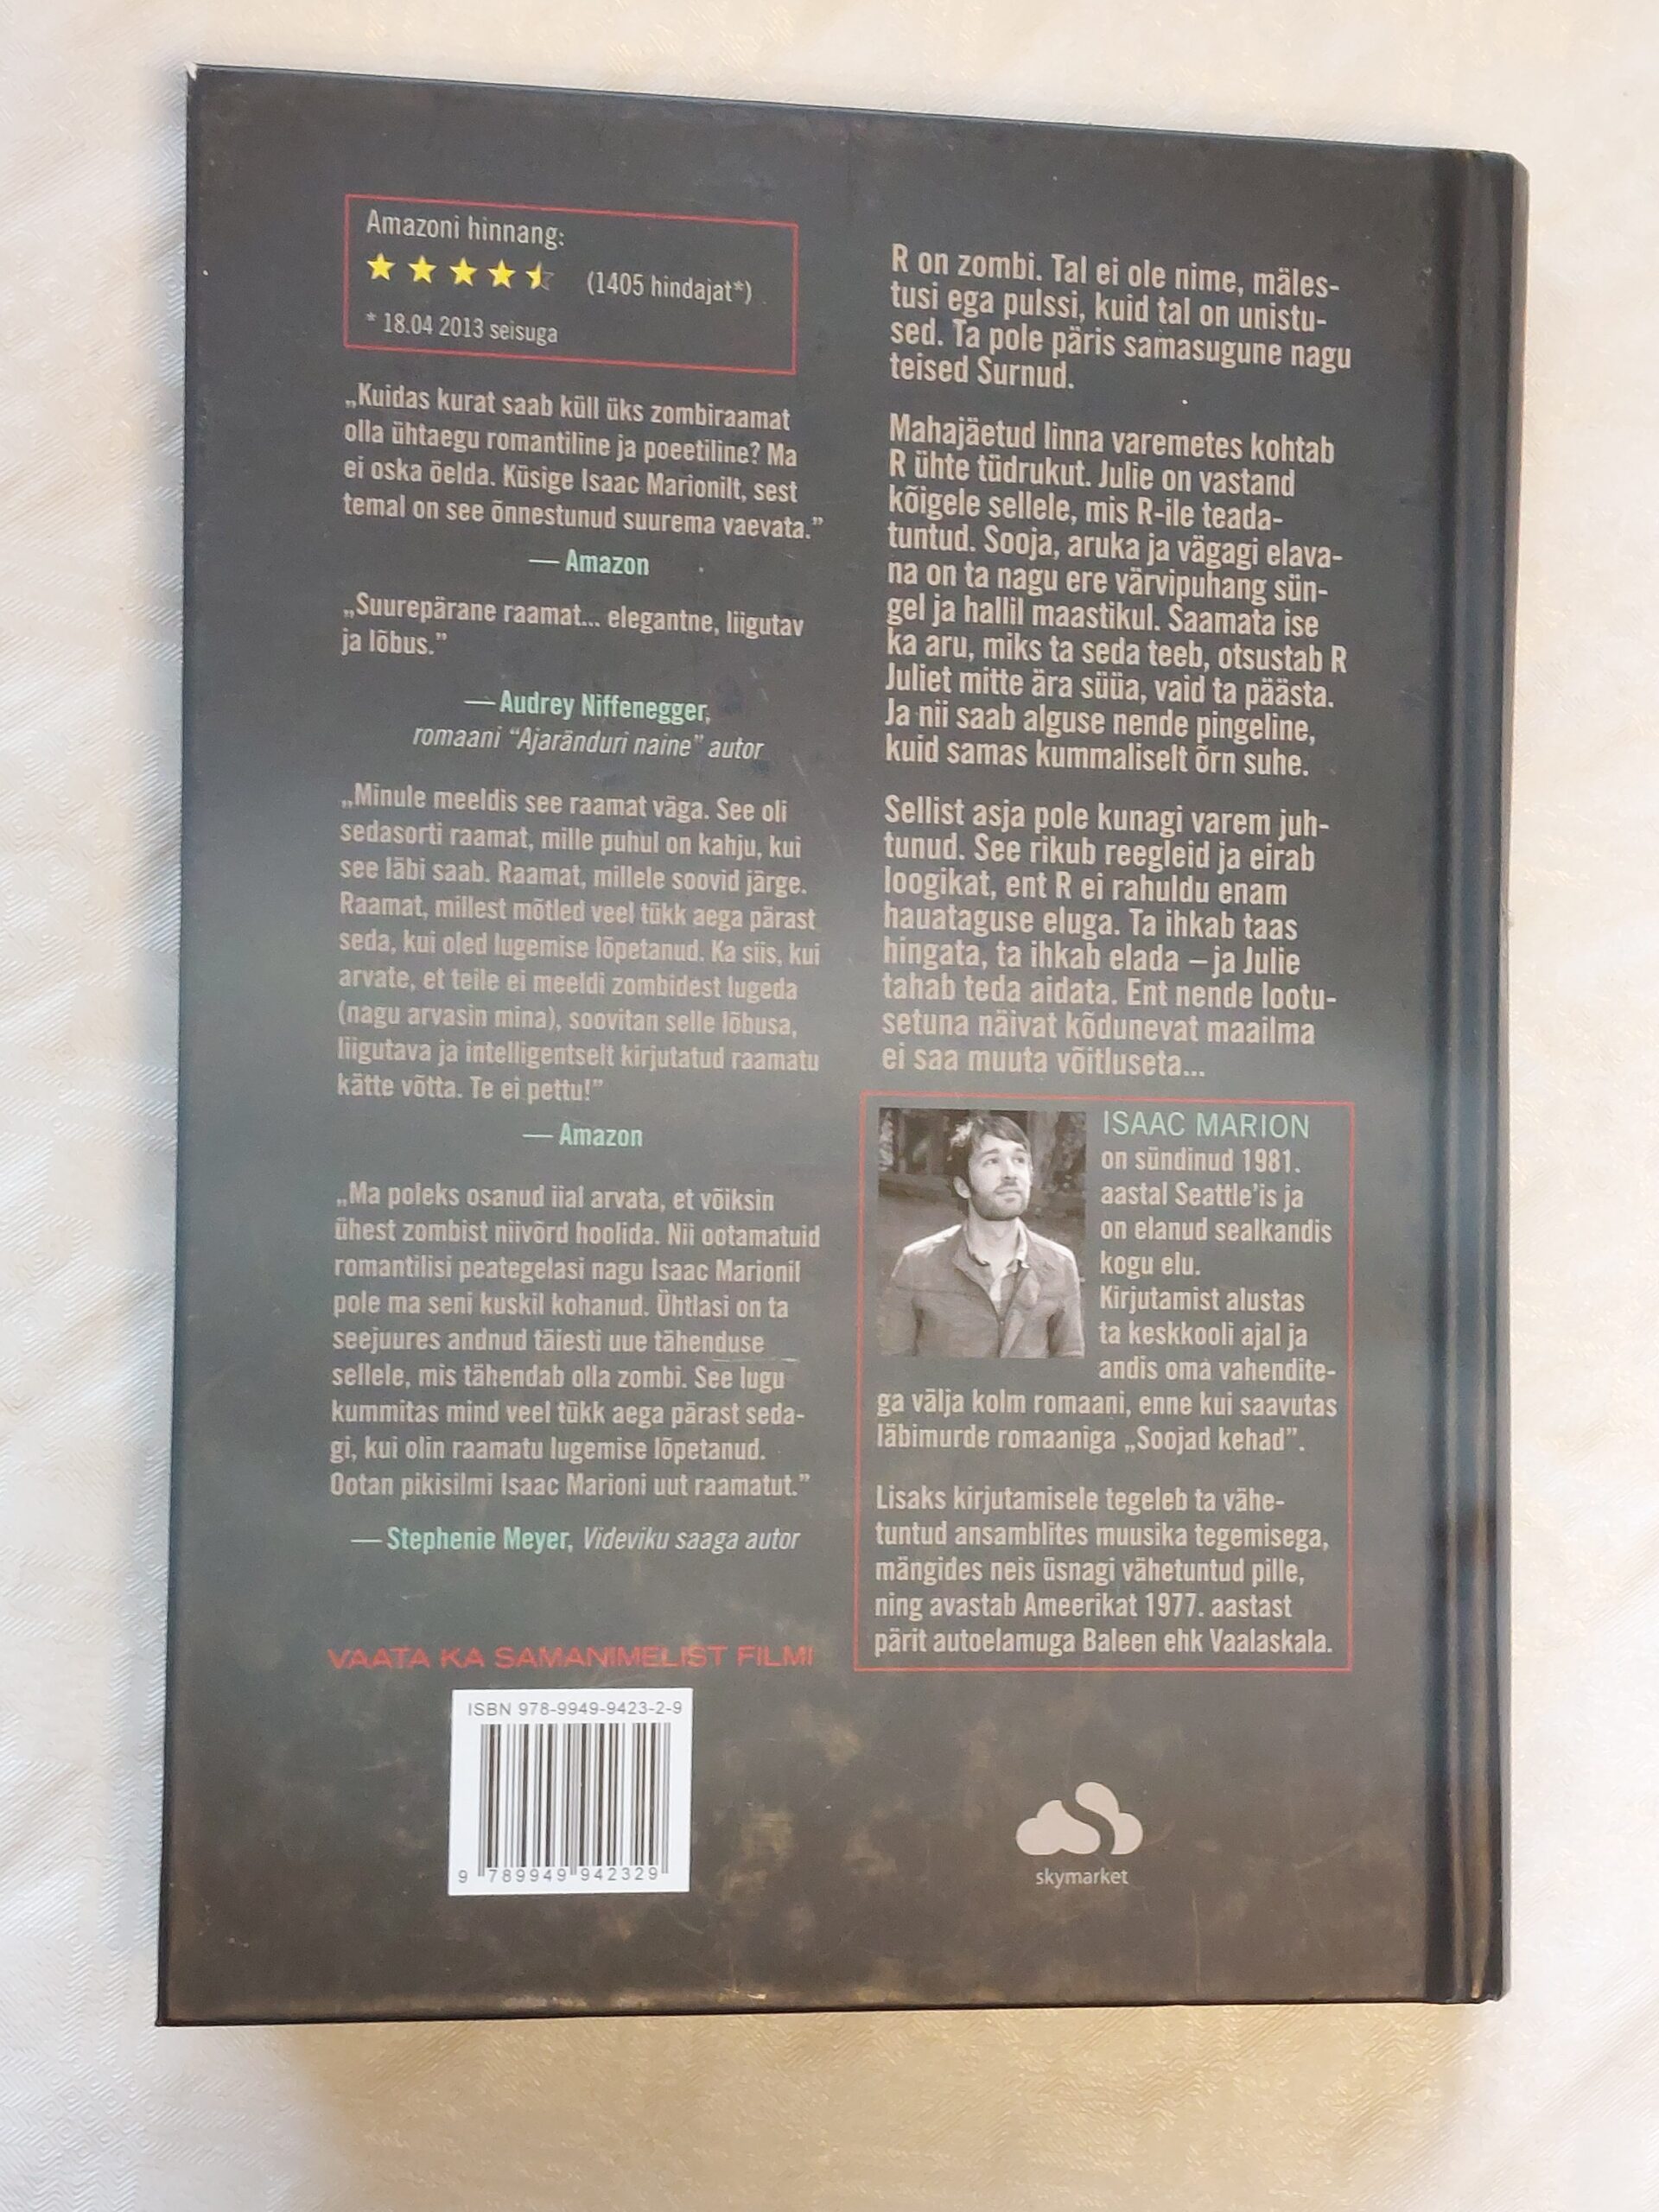 Amazoni hinnang:
(1405 hindajat*)
* 18.04 2013 seisuga
„Kuidas kurat saab küll üks zombiraamat
olla ühtaegu romantiline ja poeetiline? Ma
ei oska öelda. Küsige Isaac Marionilt, sest
temal on see õnnestunud suurema vaevata.”
— Amazon
„Suurepärane raamat... elegantne, liigutav
ja lõbus.”
— Audrey Niffenegger,
romaani “Ajaränduri naine” autor
„Minule meeldis see raamat väga. See oli
sedasorti raamat, mille puhul on kahju, kui
see läbi saab. Raamat, millele soovid järge.
Raamat, millest mõtled veel tükk aega pärast
seda, kui oled lugemise lõpetanud. Ka siis, kui
arvate, et teile ei meeldi zombidest lugeda
(nagu arvasin mina), soovitan selle lõbusa,
liigutava ja intelligentselt kirjutatud raamatu
kätte võtta. Te ei pettu!”
— Amazon
„Ma poleks osanud iial arvata, et võiksin
ühest zombist niivõrd hoolida. Nii ootamatuid
romantilisi peategelasi nagu Isaac Marionil
pole ma seni kuskil kohanud. Ühtlasi on ta
seejuures andnud täiesti uue tähenduse
sellele, mis tähendab olla zombi. See lugu
kummitas mind veel tükk aega pärast seda-
gi, kui olin raamatu lugemise lõpetanud.
Ootan pikisilmi Isaac Marioni uut raamatut.”
— Stephenie Meyer, Videviku saaga autor
VAATA KA SAMANIMELIST FILMI
ISBN 978-9949-9423-2-9
9 789949 942329
R on zombi. Tal ei ole nime, mäles-
tusi ega pulssi, kuid tal on unistu-
sed. Ta pole päris samasugune nagu
teised Surnud.
Mahajäetud linna varemetes kohtab
R ühte tüdrukut. Julie on vastand
kõigele sellele, mis R-ile teada-
tuntud. Sooja, aruka ja vägagi elava-
na on ta nagu ere värvipuhang sün-
gel ja hallil maastikul. Saamata ise
ka aru, miks ta seda teeb, otsustab R
Juliet mitte ära süüa, vaid ta päästa.
Ja nii saab alguse nende pingeline,
kuid samas kummaliselt õrn suhe.
Sellist asja pole kunagi varem juh-
tunud. See rikub reegleid ja eirab
loogikat, ent R ei rahuldu enam
hauataguse eluga. Ta ihkab taas
hingata, ta ihkab elada – ja Julie
tahab teda aidata. Ent nende lootu-
setuna näivat kõdunevat maailma
ei saa muuta võitluseta...
ISAAC MARION
on sündinud 1981.
aastal Seattle’is ja
on elanud sealkandis
kogu elu.
Kirjutamist alustas
ta keskkooli ajal ja
andis oma vahendite-
ga välja kolm romaani, enne kui saavutas
läbimurde romaaniga „Soojad kehad”.
Lisaks kirjutamisele tegeleb ta vähe-
tuntud ansamblites muusika tegemisega,
mängides neis üsnagi vähetuntud pille,
ning avastab Ameerikat 1977. aastast
pärit autoelamuga Baleen ehk Vaalaskala.
skymarket